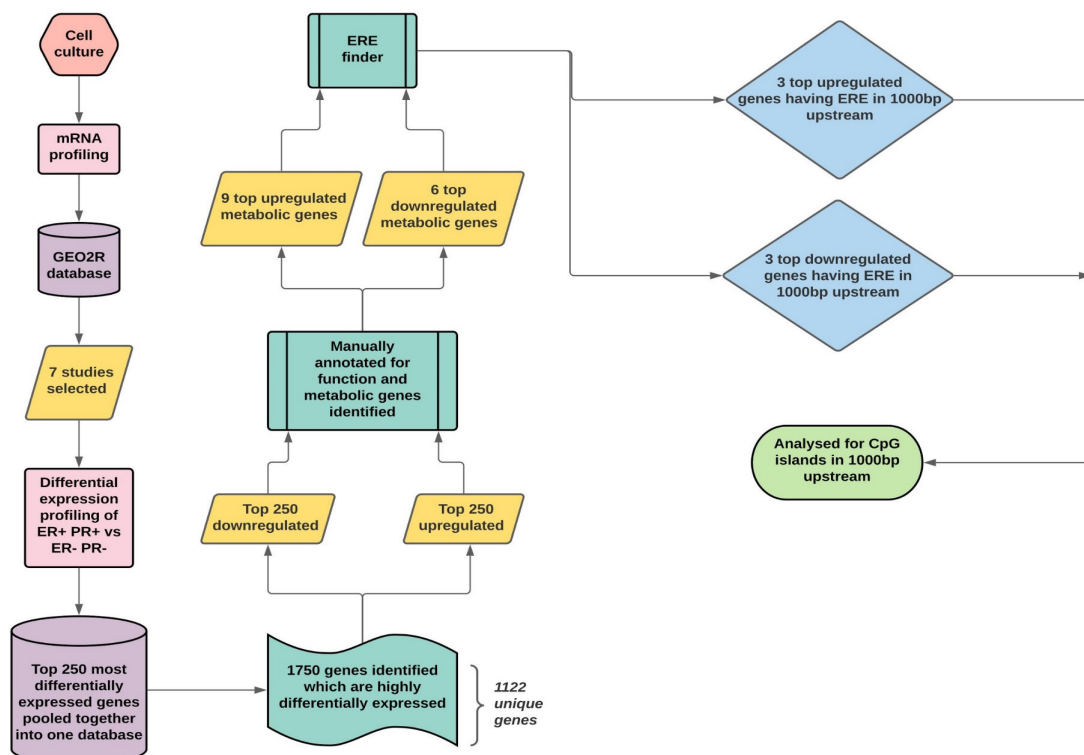 Cell
culture
mRNA
profiling
GEO2R
database
7 studies
selected
Differential
expression
profiling of
ER+ PR+ vs
ER- PR-
Top 250 most
differentially
expressed genes
pooled together
into one database
1750 genes identified
which are highly
differentially expressed
1122
unique
genes
Top 250
downregulated
Top 250
upregulated
Manually
annotated for
function and
metabolic genes
identified
9 top upregulated
metabolic genes
6 top
downregulated
metabolic genes
ERE
finder
3 top upregulated
genes having ERE in 1000bp
upstream
3 top downregulated
genes having ERE in
1000bp upstream
Analysed for CpG
islands in 1000bp
upstream